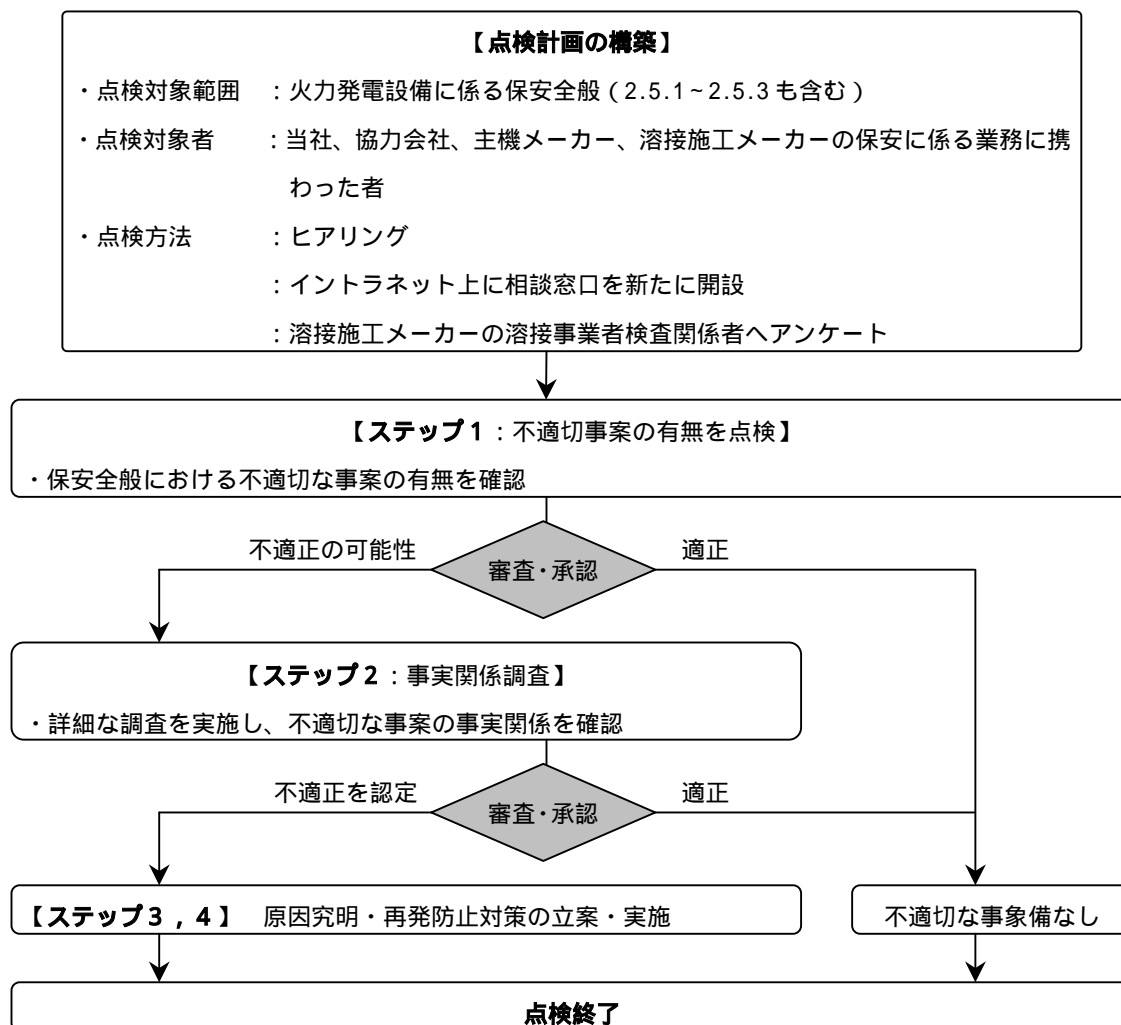 【点検計画の構築】
・点検対象範囲　：火力発電設備に係る保安全般（2.5.1~2.5.3も含む）
・点検対象者　：当社、協力会社、主機メーカー、溶接施工メーカーの保安に係る業務に携
わった者
・点検方法　：ヒアリング
：イントラネット上に相談窓口を新たに開設
：溶接施工メーカーの溶接事業者検査関係者へアンケート
【ステップ１：不適切事案の有無を点検】
・保安全般における不適切な事案の有無を確認
不適正の可能性　審査・承認　適正
【ステップ２：事実関係調査】
・詳細な調査を実施し、不適切な事案の事実関係を確認
不適正を認定　審査・承認　適正
【ステップ３，４】　原因究明・再発防止対策の立案・実施　不適切な事象備なし
点検終了